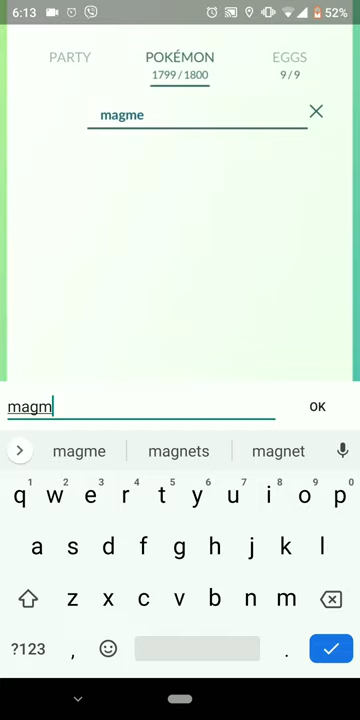 6:13 52%
PARTY POKÉMON EGGS
1799 / 1800 9 / 9
magme
magm OK
magme magnets magnet
1 2 3 4 5 6 7 8 9 0
q w e r t y u i o p
a s d f g h j k l
z x c v b n m
?123 , .